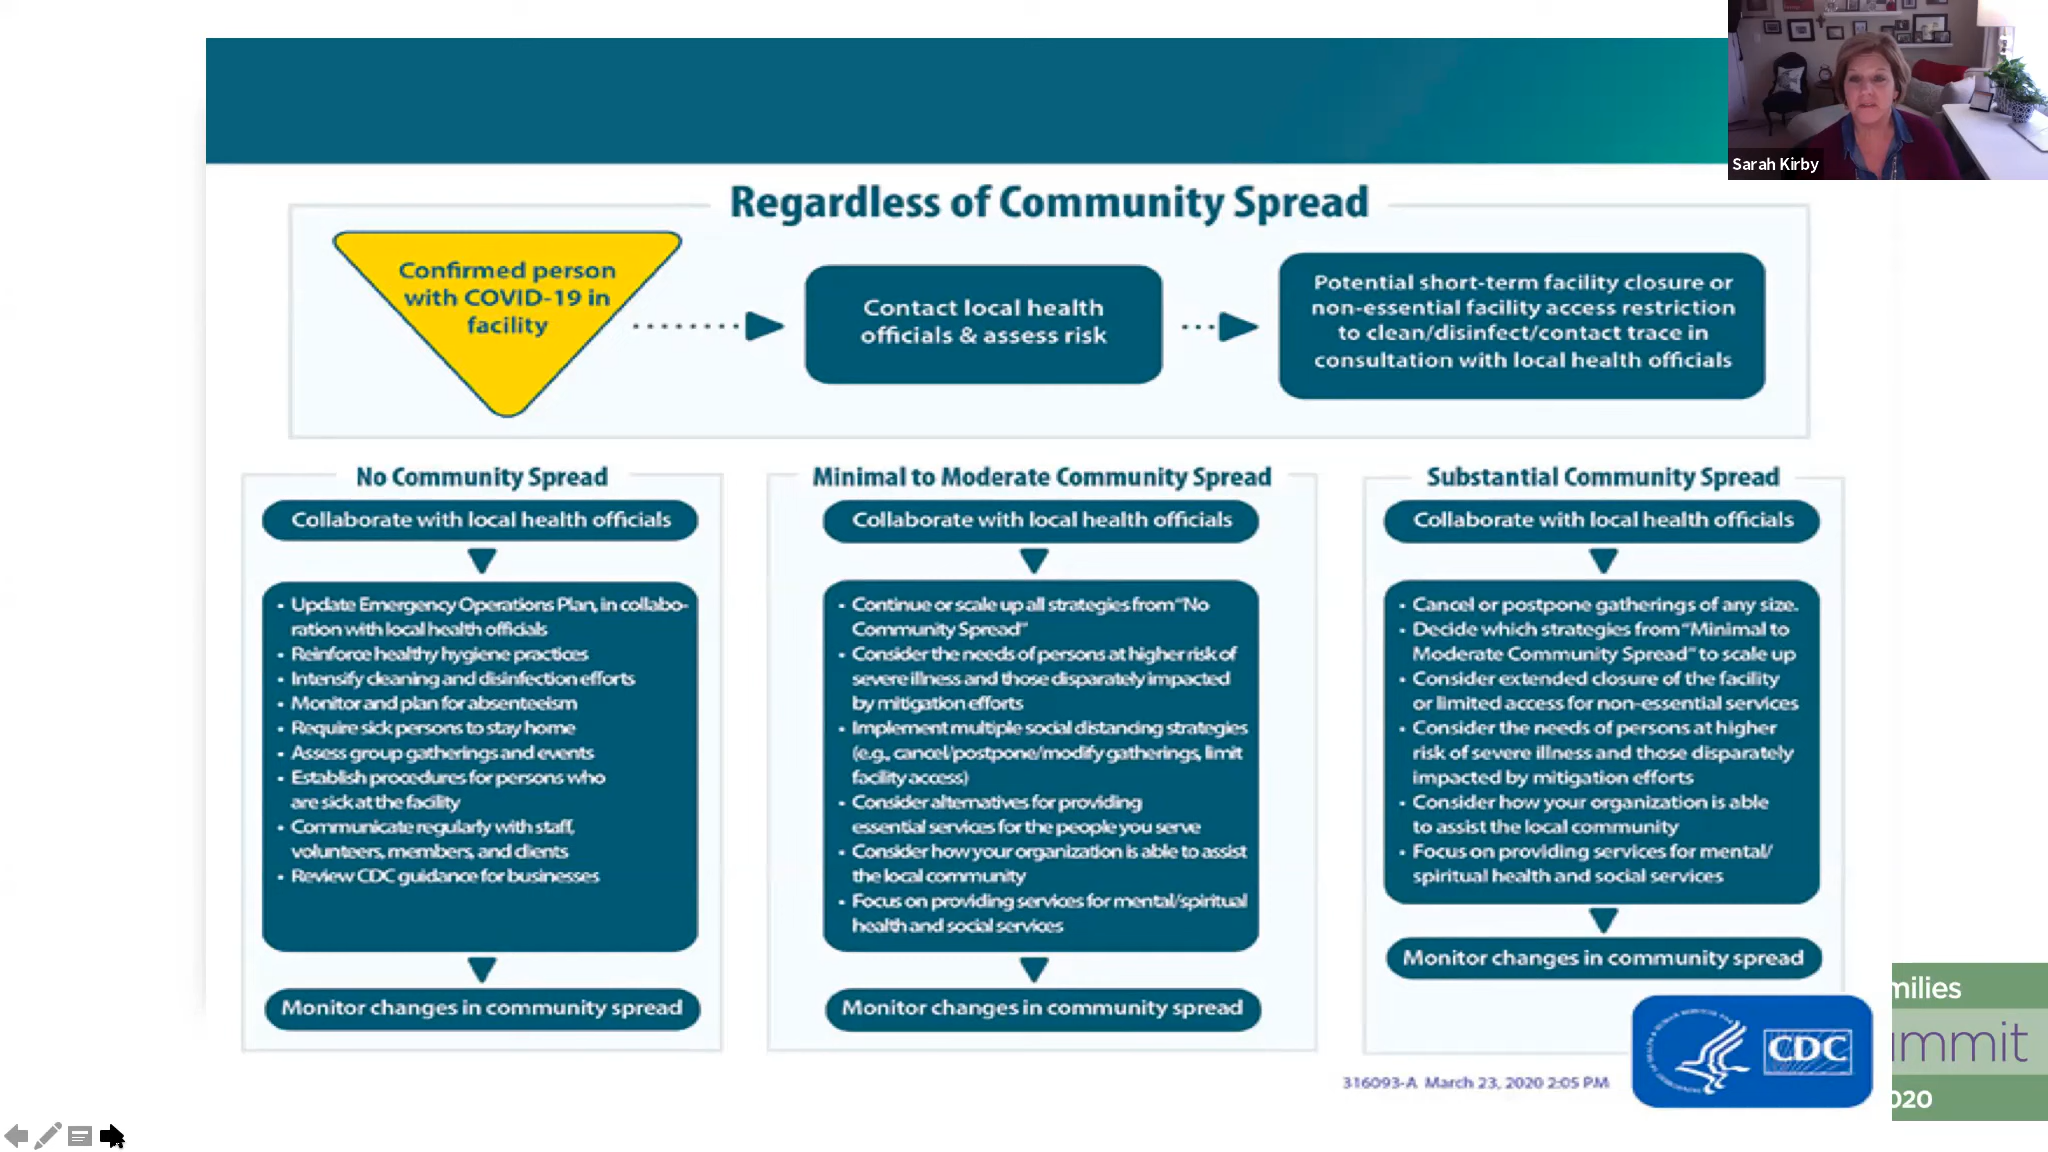 Sarah Kirby
Regardless of Community Spread
Confirmed person
with COVID-19 in
facility
Contact local health
officials & assess risk
Potential short-term facility closure or
non-essential facility access restriction
to clean/disinfect/contact trace in
consultation with local health officials
No Community Spread
Collaborate with local health officials
• Update Emergency Operations Plan, in collabo-
ration with local health officials
• Reinforce healthy hygiene practices
• Intensify cleaning and disinfection efforts
• Monitor and plan for absenteeism
• Require sick persons to stay home
• Assess group gatherings and events
• Establish procedures for persons who
are sick at the facility
• Communicate regularly with staff,
volunteers, members, and clients
• Review CDC guidance for businesses
Monitor changes in community spread
Minimal to Moderate Community Spread
Collaborate with local health officials
• Continue or scale up all strategies from "No
Community Spread"
• Consider the needs of persons at higher risk of
severe illness and those disparately impacted
by mitigation efforts
• Implement multiple social distancing strategies
(e.g., cancel/postpone/modify gatherings, limit
facility access)
• Consider alternatives for providing
essential services for the people you serve
• Consider how your organization is able to assist
the local community
• Focus on providing services for mental/spiritual
health and social services
Monitor changes in community spread
Substantial Community Spread
Collaborate with local health officials
• Cancel or postpone gatherings of any size.
• Decide which strategies from "Minimal to
Moderate Community Spread" to scale up
• Consider extended closure of the facility
or limited access for non-essential services
• Consider the needs of persons at higher
risk of severe illness and those disparately
impacted by mitigation efforts
• Consider how your organization is able
to assist the local community
• Focus on providing services for mental/
spiritual health and social services
Monitor changes in community spread
316093-A March 23, 2020 2:05 PM
CDC
milies
ummit
020